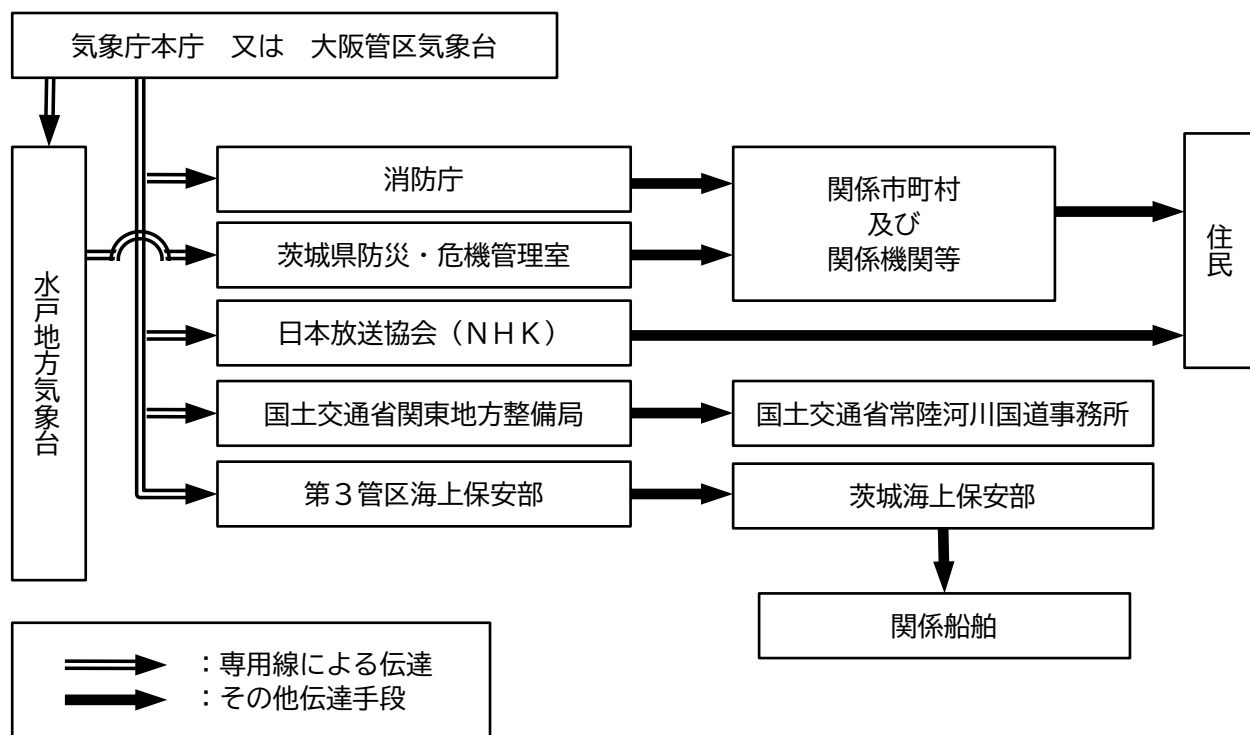 気象庁本庁　又は　大阪管区気象台
水戸地方気象台
消防庁
茨城県防災・危機管理室
日本放送協会（ＮＨＫ）
国土交通省関東地方整備局
第３管区海上保安部
関係市町村
及び
関係機関等
国土交通省常陸河川国道事務所
茨城海上保安部
関係船舶
住民
：専用線による伝達
：その他伝達手段